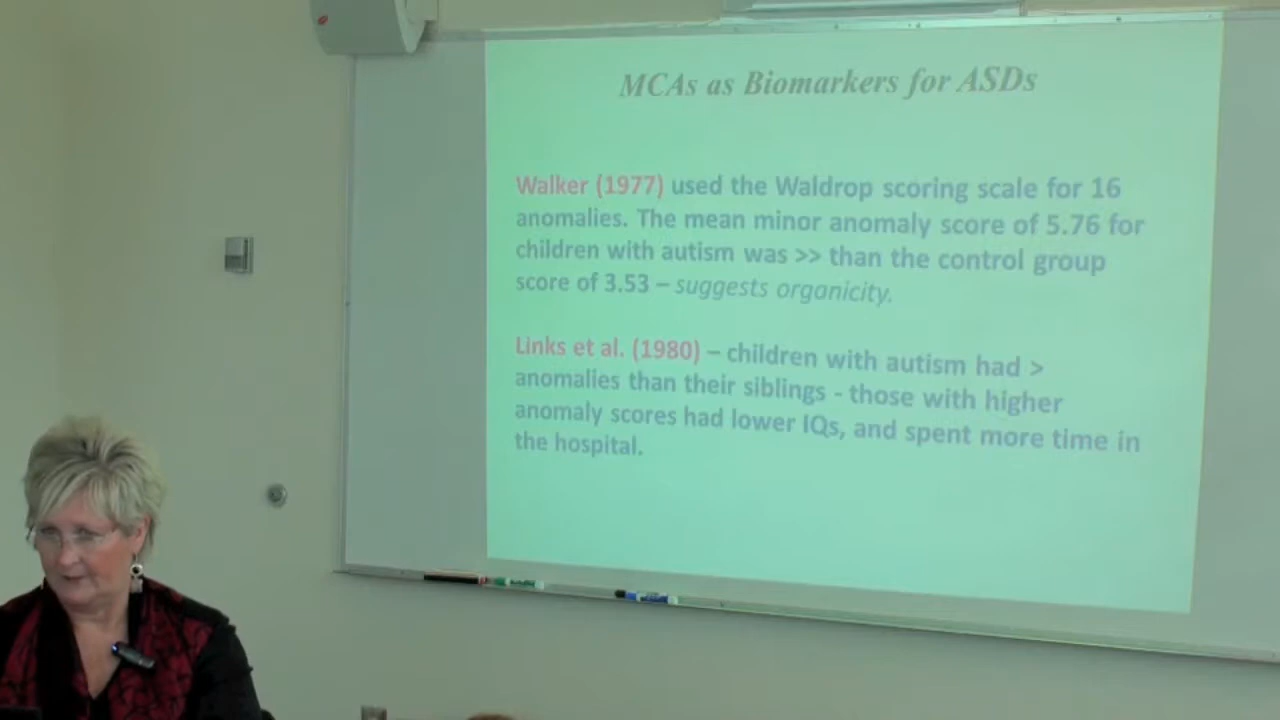 MCAs as Biomarkers for ASDs
Walker (1977) used the Waldrop scoring scale for 16
anomalies. The mean minor anomaly score of 5.76 for
children with autism was >> than the control group
score of 3.53 – suggests organicity.
Links et al. (1980) – children with autism had >
anomalies than their siblings - those with higher
anomaly scores had lower IQs, and spent more time in
the hospital.